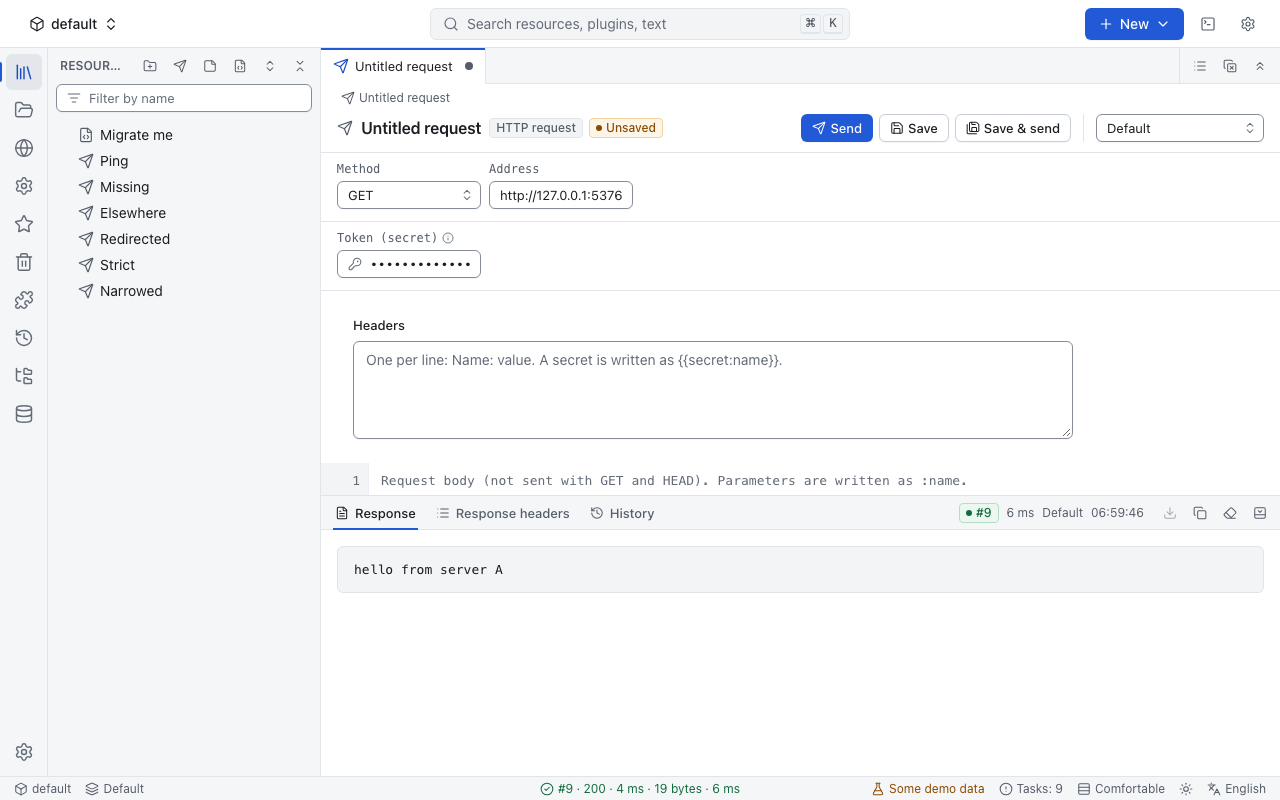 default
Search resources, plugins, text
⌘ K
New
RESOUR...
Filter by name
Migrate me
Ping
Missing
Elsewhere
Redirected
Strict
Narrowed
Untitled request
Untitled request
Untitled request
HTTP request
Unsaved
Send
Save
Save & send
Default
Method
Address
GET
http://127.0.0.1:5376
Token (secret)
•••••••••••••
Headers
One per line: Name: value. A secret is written as {{secret:name}}.
1
Request body (not sent with GET and HEAD). Parameters are written as :name.
Response
Response headers
History
#9
6 ms
Default
06:59:46
hello from server A
default
Default
#9 · 200 · 4 ms · 19 bytes · 6 ms
Some demo data
Tasks: 9
Comfortable
English